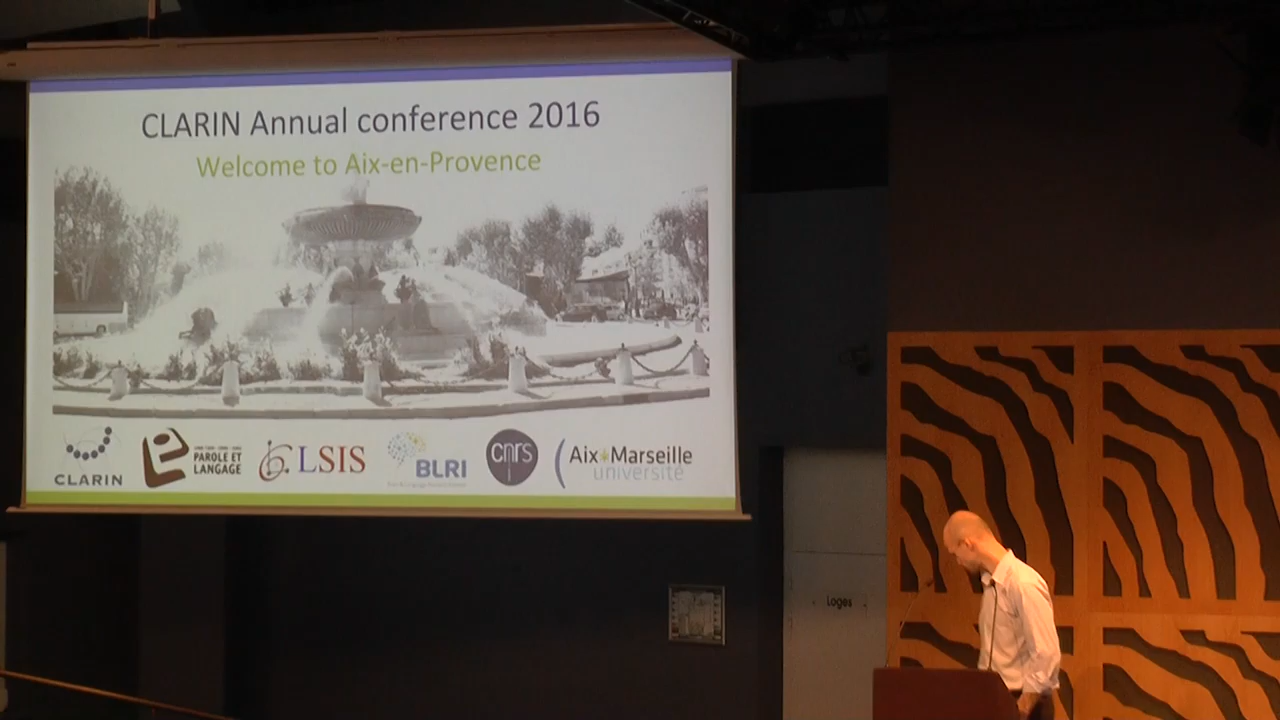 CLARIN Annual conference 2016
Welcome to Aix-en-Provence
CLARIN
PAROLE ET
LANGAGE
LSIS
BLRI
cnrs
Aix Marseille
université
Loges